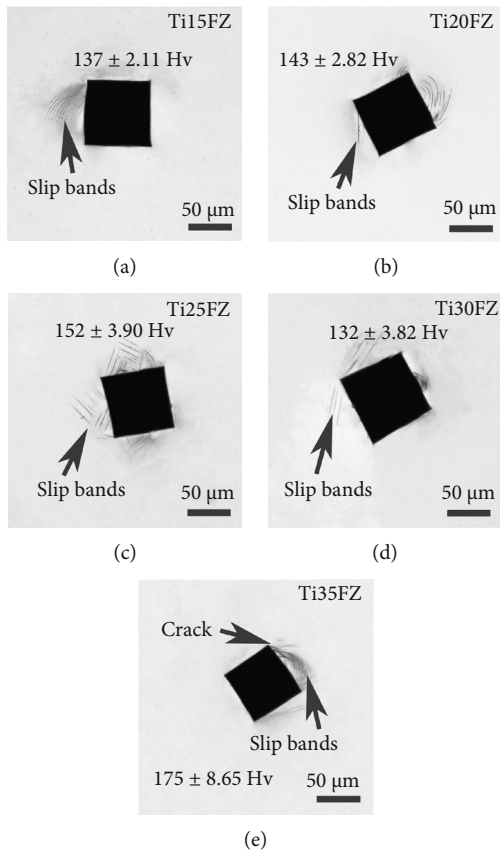 Ti15FZ
137 ± 2.11 Hv
Slip bands
50 μm
(a)
Ti20FZ
143 ± 2.82 Hv
Slip bands
50 μm
(b)
Ti25FZ
152 ± 3.90 Hv
Slip bands
50 μm
(c)
Ti30FZ
132 ± 3.82 Hv
Slip bands
50 μm
(d)
Ti35FZ
Crack
Slip bands
175 ± 8.65 Hv
50 μm
(e)